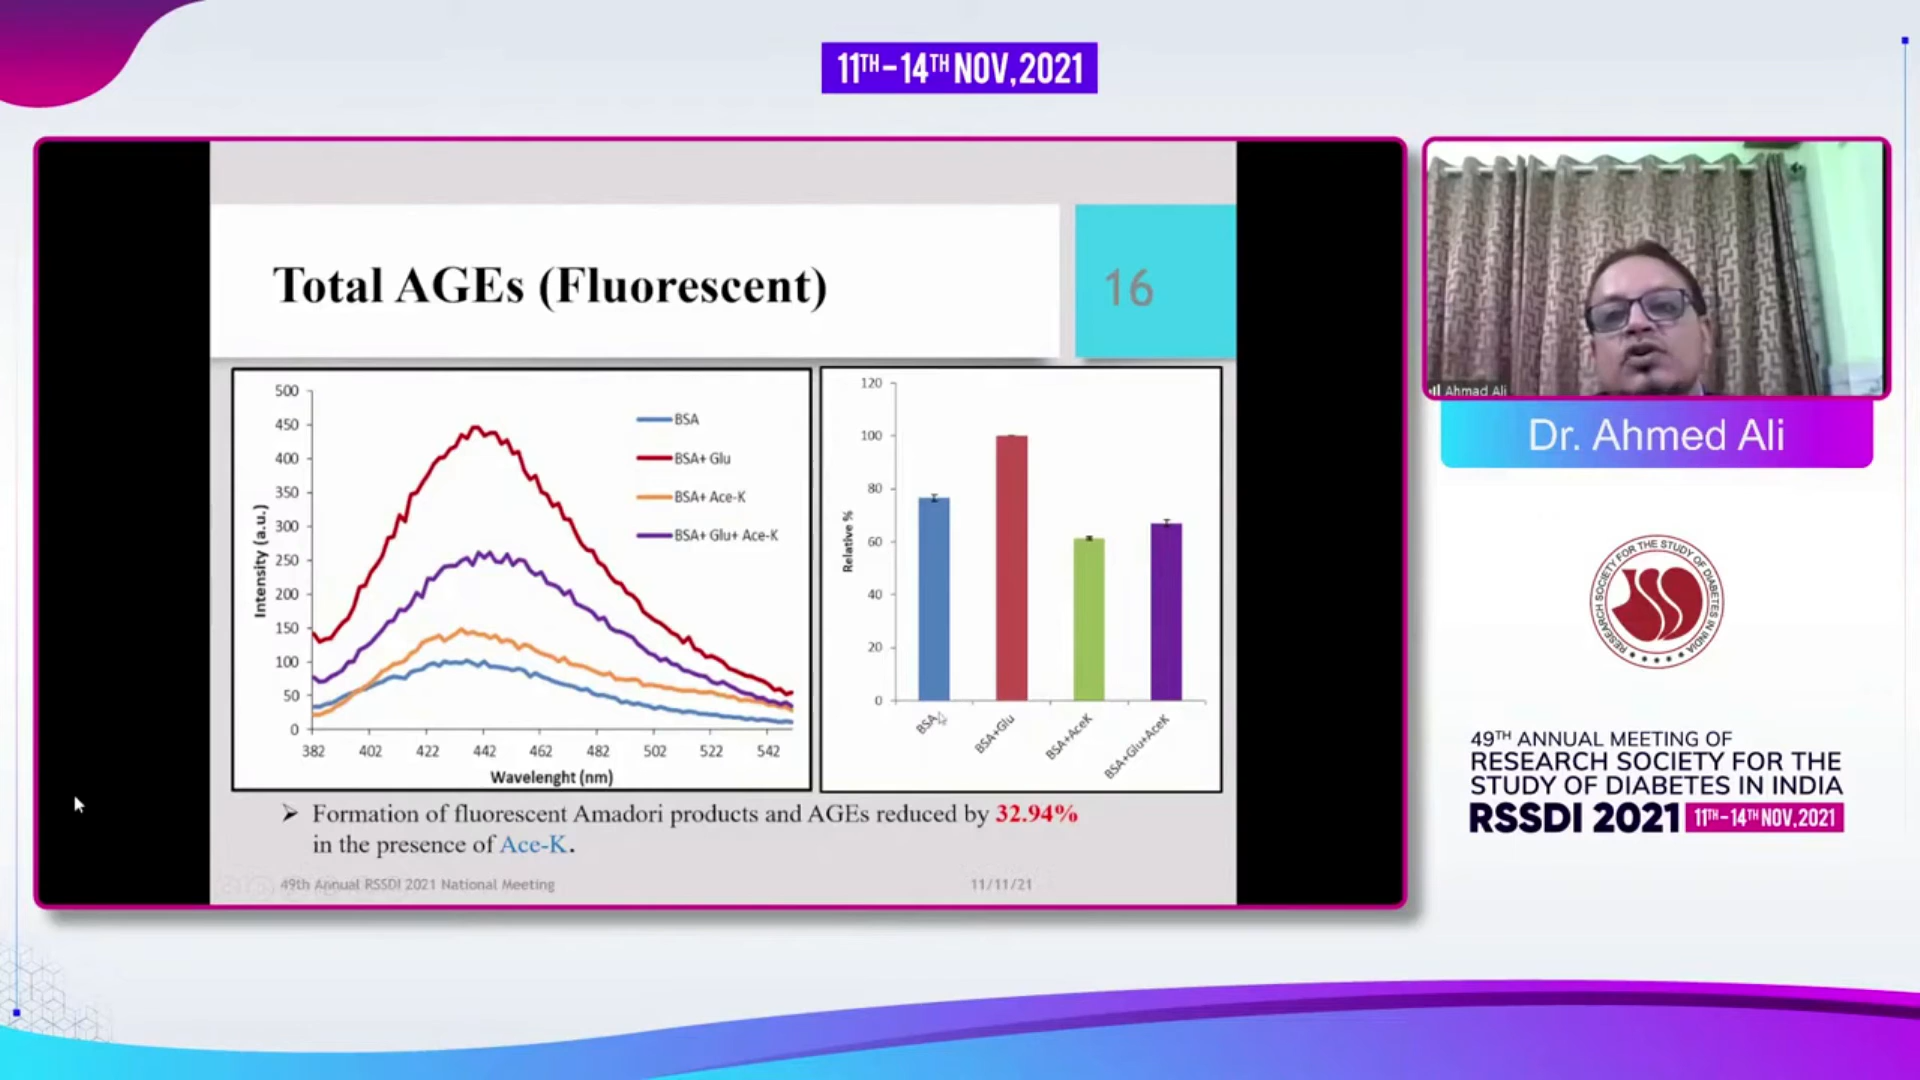 11TH-14TH NOV, 2021
Total AGEs (Fluorescent)
16
500
450
400
350
300
250
200
150
100
50
0
Intensity (a.u.)
BSA
BSA+ Glu
BSA+ Ace-K
BSA+ Glu+ Ace-K
382 402 422 442 462 482 502 522 542
Wavelenght (nm)
120
100
80
60
40
20
0
Relative %
BSA
BSA+Glu
BSA+AceK
BSA+Glu+AceK
➢ Formation of fluorescent Amadori products and AGEs reduced by 32.94%
in the presence of Ace-K.
49th Annual RSSDI 2021 National Meeting 11/11/21
Ahmad Ali
Dr. Ahmed Ali
RESEARCH SOCIETY FOR THE STUDY OF DIABETES IN INDIA
49TH ANNUAL MEETING OF
RESEARCH SOCIETY FOR THE
STUDY OF DIABETES IN INDIA
RSSDI 2021 11TH-14TH NOV, 2021